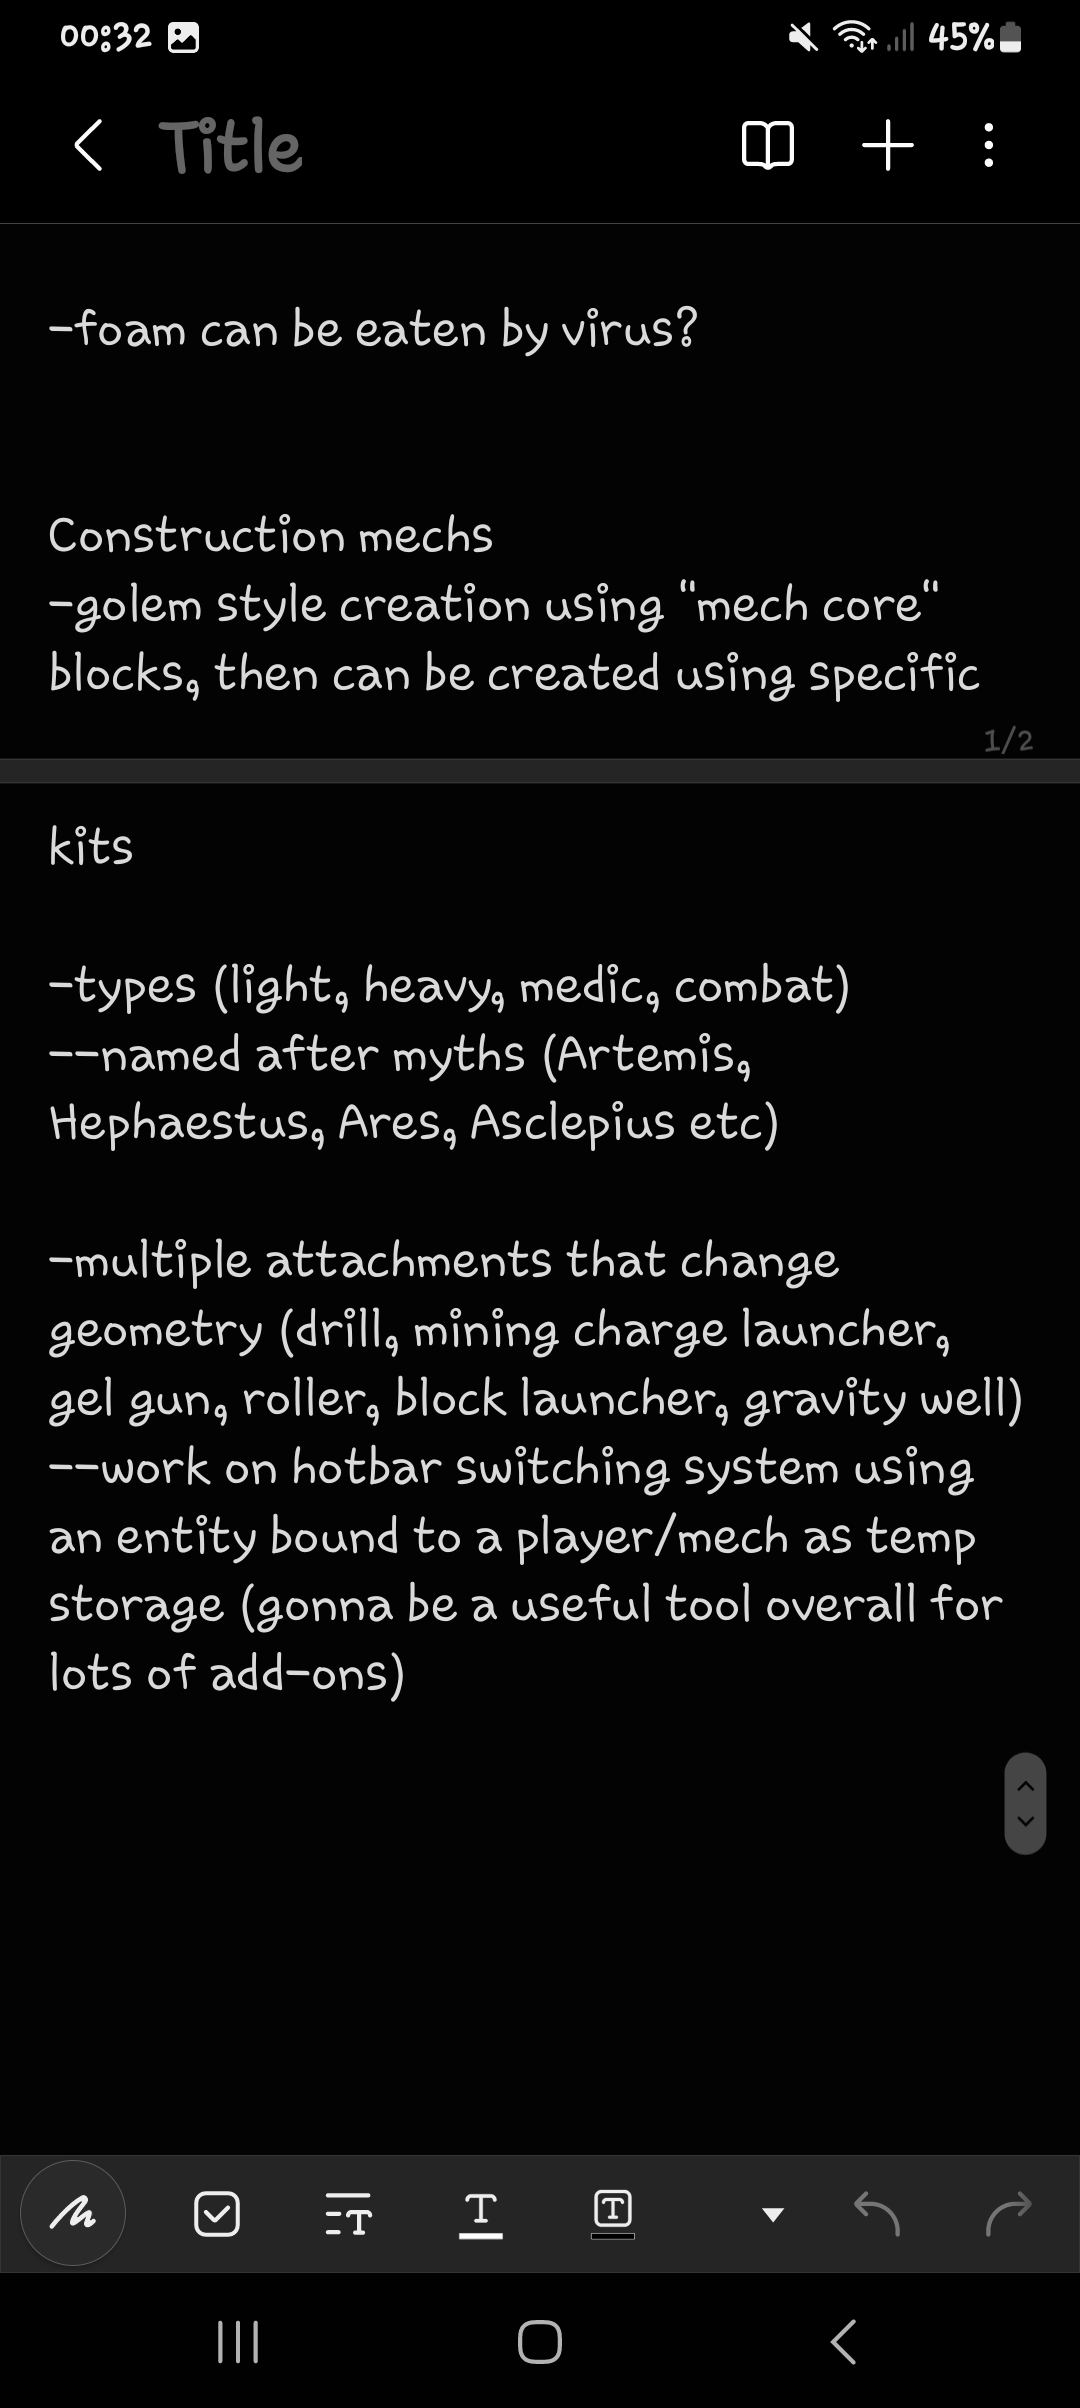 00:32
45%
Title
-foam can be eaten by virus?
Construction mechs
-golem style creation using "mech core"
blocks, then can be created using specific
1/2
kits
-types (light, heavy, medic, combat)
--named after myths (Artemis,
Hephaestus, Ares, Asclepius etc)
-multiple attachments that change
geometry (drill, mining charge launcher,
gel gun, roller, block launcher, gravity well)
--work on hotbar switching system using
an entity bound to a player/mech as temp
storage (gonna be a useful tool overall for
lots of add-ons)